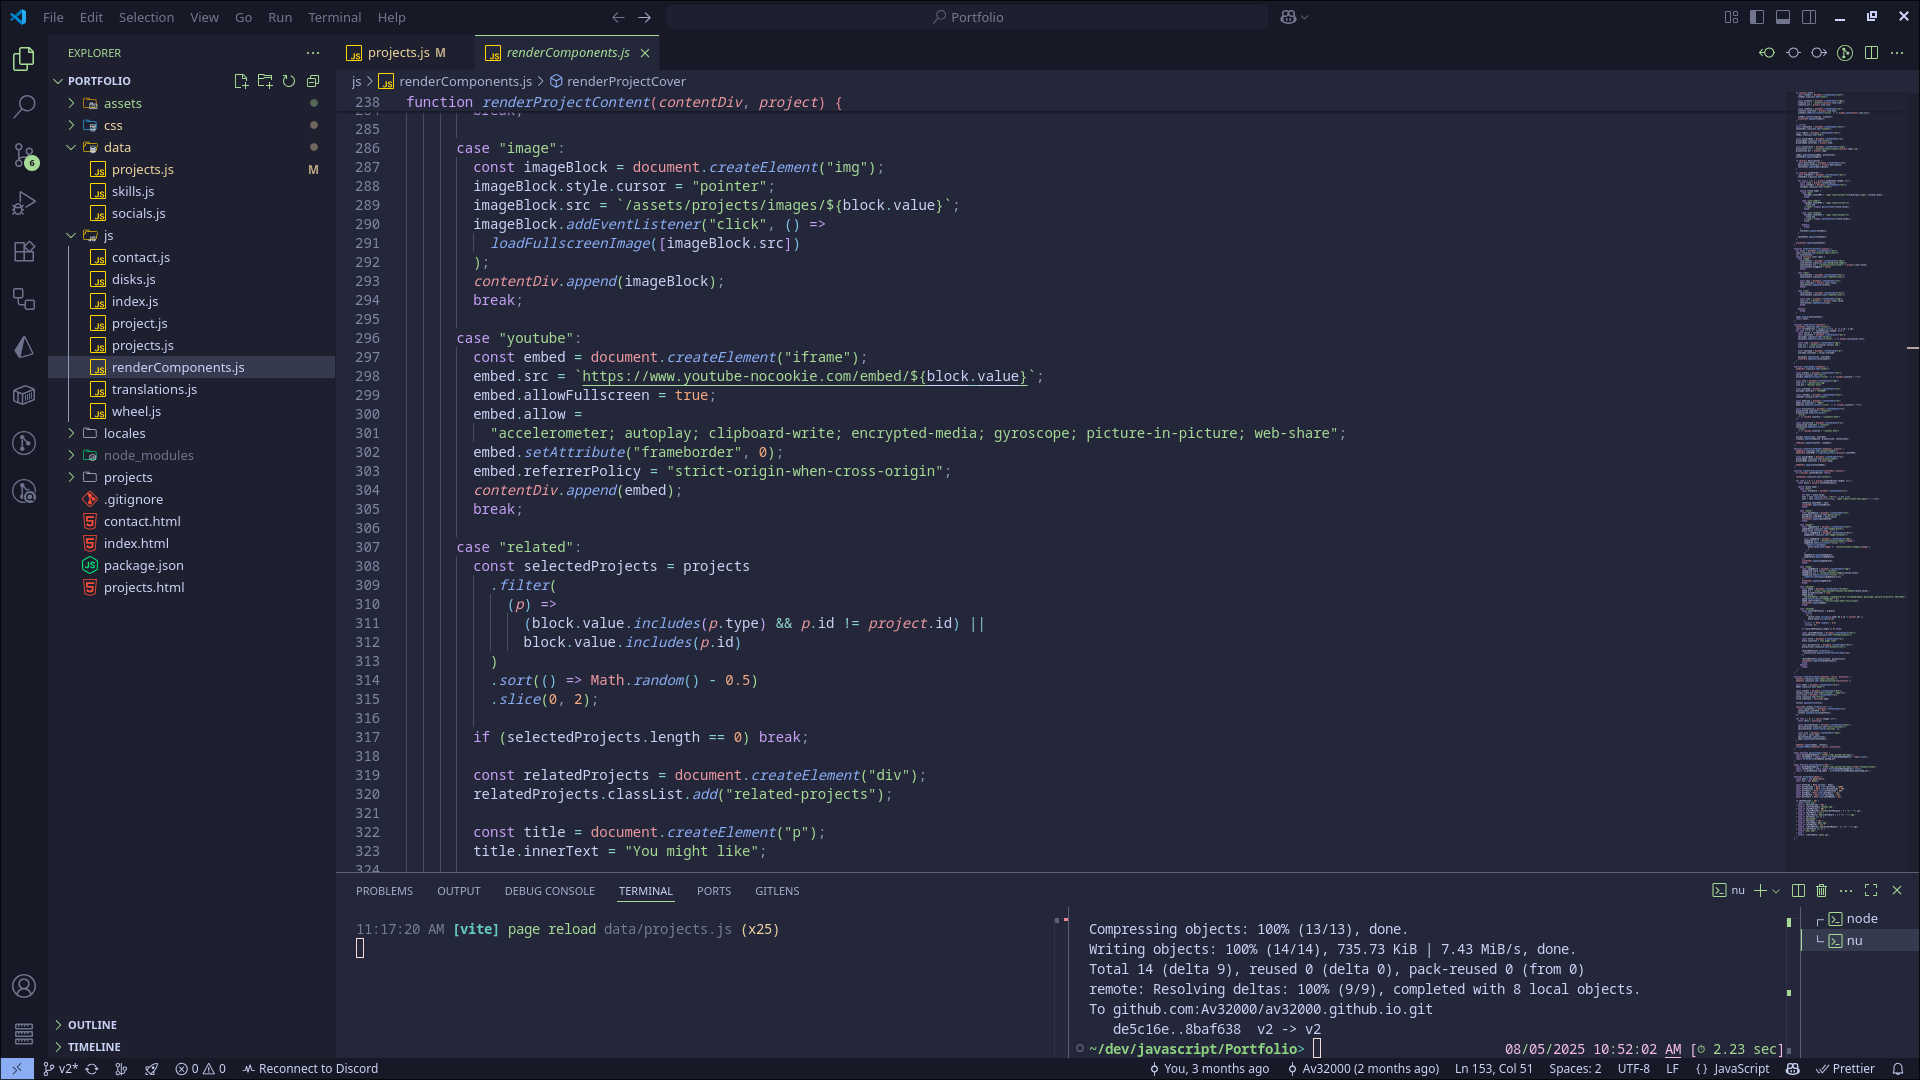 File Edit Selection View Go Run Terminal Help
Portfolio
EXPLORER
PORTFOLIO
assets
css
data
projects.js M
skills.js
socials.js
js
contact.js
disks.js
index.js
project.js
projects.js
renderComponents.js
translations.js
wheel.js
locales
node_modules
projects
.gitignore
contact.html
index.html
package.json
projects.html
OUTLINE
TIMELINE
6
projects.js M
renderComponents.js
js > renderComponents.js > renderProjectCover
238 function renderProjectContent(contentDiv, project) {
285
286 case "image":
287 const imageBlock = document.createElement("img");
288 imageBlock.style.cursor = "pointer";
289 imageBlock.src = `/assets/projects/images/${block.value}`;
290 imageBlock.addEventListener("click", () =>
291 loadFullscreenImage([imageBlock.src])
292 );
293 contentDiv.append(imageBlock);
294 break;
295
296 case "youtube":
297 const embed = document.createElement("iframe");
298 embed.src = `https://www.youtube-nocookie.com/embed/${block.value}`;
299 embed.allowFullscreen = true;
300 embed.allow =
301 "accelerometer; autoplay; clipboard-write; encrypted-media; gyroscope; picture-in-picture; web-share";
302 embed.setAttribute("frameborder", 0);
303 embed.referrerPolicy = "strict-origin-when-cross-origin";
304 contentDiv.append(embed);
305 break;
306
307 case "related":
308 const selectedProjects = projects
309 .filter(
310 (p) =>
311 (block.value.includes(p.type) && p.id != project.id) ||
312 block.value.includes(p.id)
313 )
314 .sort(() => Math.random() - 0.5)
315 .slice(0, 2);
316
317 if (selectedProjects.length == 0) break;
318
319 const relatedProjects = document.createElement("div");
320 relatedProjects.classList.add("related-projects");
321
322 const title = document.createElement("p");
323 title.innerText = "You might like";
324
PROBLEMS OUTPUT DEBUG CONSOLE TERMINAL PORTS GITLENS
nu
11:17:20 AM [vite] page reload data/projects.js (x25)
Compressing objects: 100% (13/13), done.
Writing objects: 100% (14/14), 735.73 KiB | 7.43 MiB/s, done.
Total 14 (delta 9), reused 0 (delta 0), pack-reused 0 (from 0)
remote: Resolving deltas: 100% (9/9), completed with 8 local objects.
To github.com:Av32000/av32000.github.io.git
de5c16e..8baf638 v2 -> v2
~/dev/javascript/Portfolio> 08/05/2025 10:52:02 AM [⏱ 2.23 sec]
node
nu
v2* 0 0 Reconnect to Discord You, 3 months ago Av32000 (2 months ago) Ln 153, Col 51 Spaces: 2 UTF-8 LF {} JavaScript Prettier